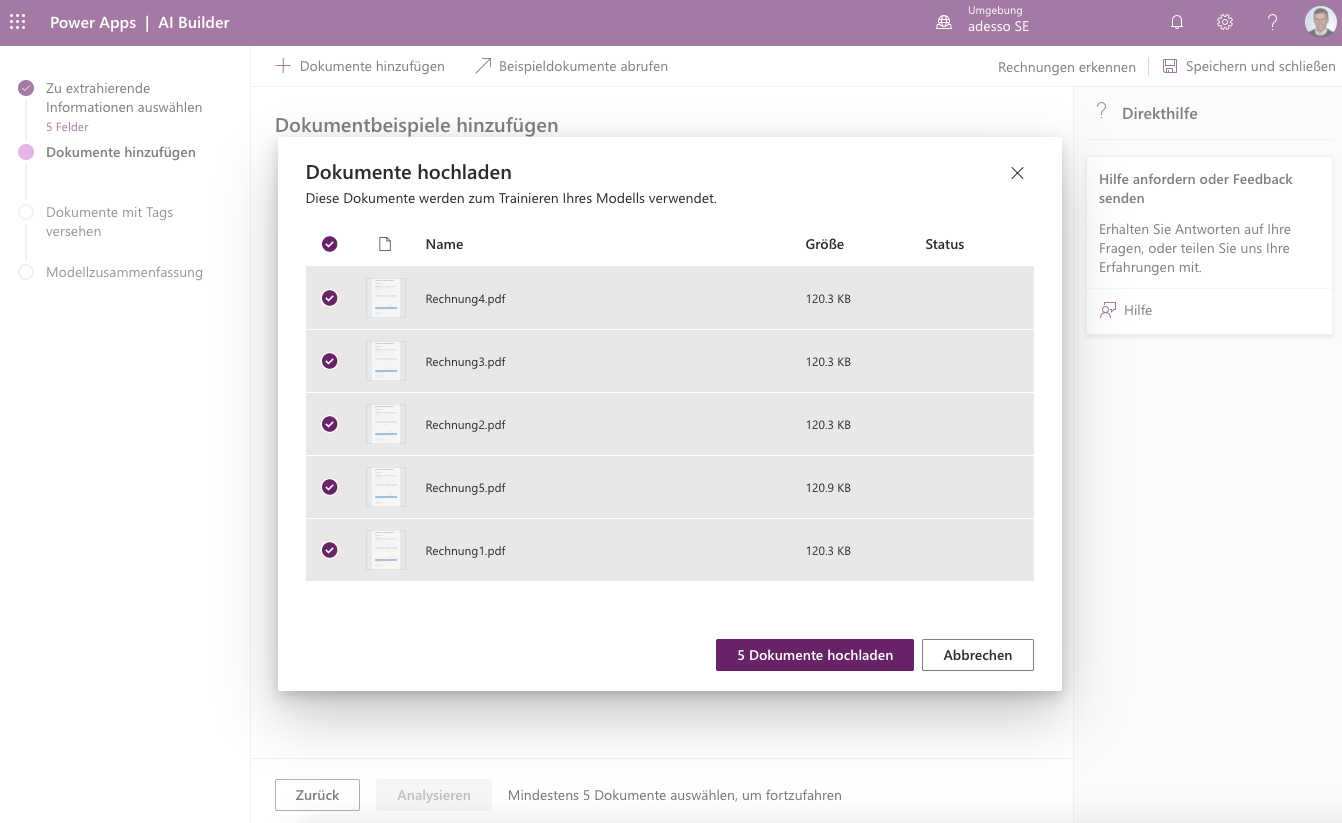 Power Apps | AI Builder
Umgebung
adesso SE
Zu extrahierende
Informationen auswählen
5 Felder
Dokumente hinzufügen
Dokumente mit Tags
versehen
Modellzusammenfassung
Dokumente hinzufügen
Beispieldokumente abrufen
Rechnungen erkennen
Speichern und schließen
Dokumentbeispiele hinzufügen
Dokumente hochladen
Diese Dokumente werden zum Trainieren Ihres Modells verwendet.
Name Größe Status
Rechnung4.pdf 120.3 KB
Rechnung3.pdf 120.3 KB
Rechnung2.pdf 120.3 KB
Rechnung5.pdf 120.9 KB
Rechnung1.pdf 120.3 KB
5 Dokumente hochladen
Abbrechen
Direkthilfe
Hilfe anfordern oder Feedback
senden
Erhalten Sie Antworten auf Ihre
Fragen, oder teilen Sie uns Ihre
Erfahrungen mit.
Hilfe
Zurück
Analysieren
Mindestens 5 Dokumente auswählen, um fortzufahren